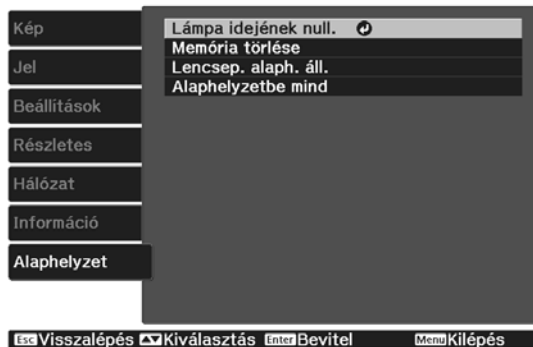 Kép
Jel
Beállítások
Részletes
Hálózat
Információ
Alaphelyzet
Lámpa idejének null.
Memória törlése
Lencsep. alaph. áll.
Alaphelyzetbe mind
Esc Visszalépés Kiválasztás Enter Bevitel Menu Kilépés